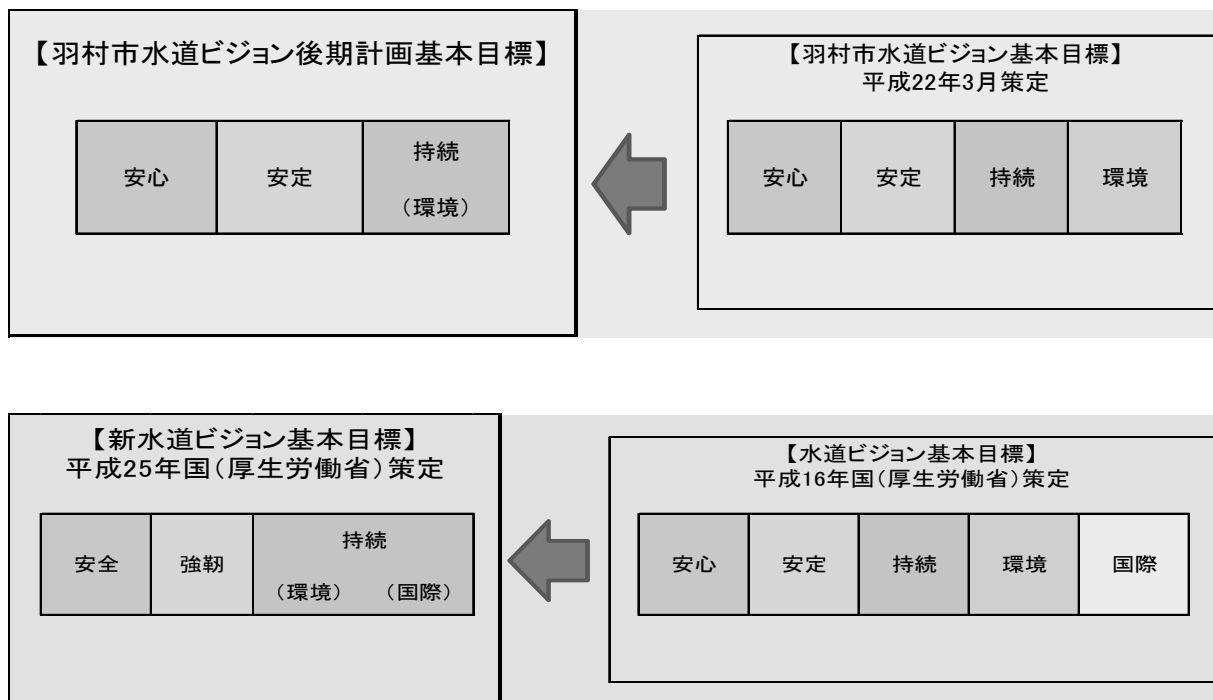 【羽村市水道ビジョン後期計画基本目標】
安心
安定
持続
（環境）
【羽村市水道ビジョン基本目標】
平成22年3月策定
安心
安定
持続
環境
【新水道ビジョン基本目標】
平成25年国（厚生労働省）策定
安全
強靭
持続
（環境） （国際）
【水道ビジョン基本目標】
平成16年国（厚生労働省）策定
安心
安定
持続
環境
国際